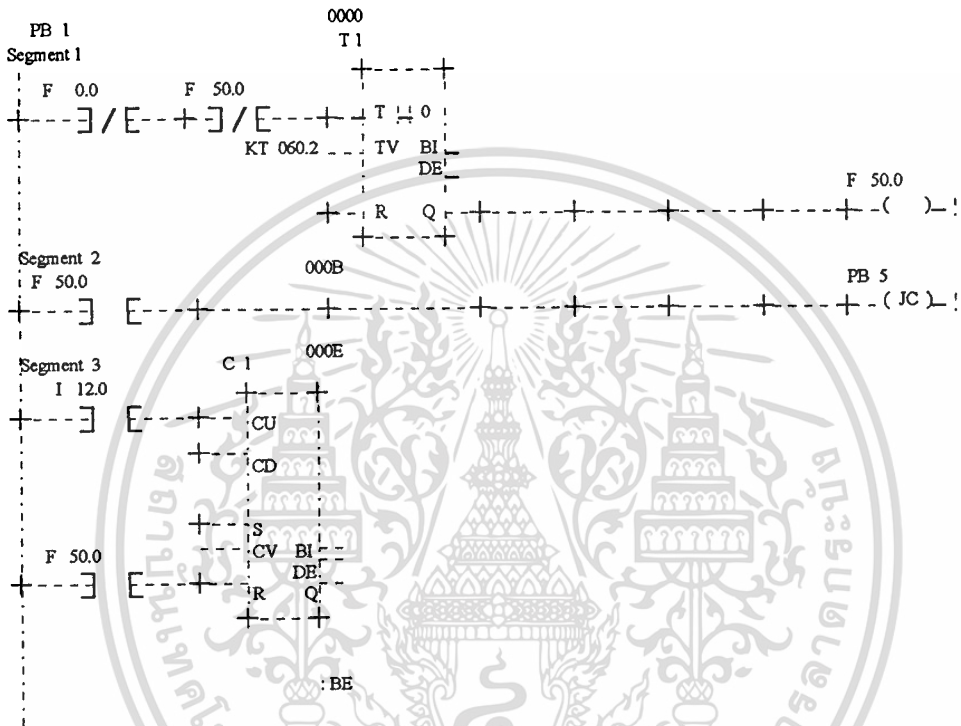 0000
PB 1
T 1
Segment 1
F 0.0 F 50.0
T !-! 0
KT 060.2 TV BI
DE
F 50.0
R Q ( )
Segment 2
000B
F 50.0
PB 5
( JC )
Segment 3
000E
C 1
I 12.0
CU
CD
S
CV BI
F 50.0
DE
R Q
: BE